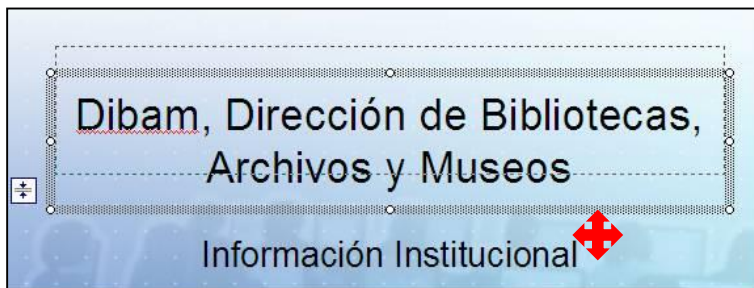 Dibam, Dirección de Bibliotecas,
Archivos y Museos
Información Institucional